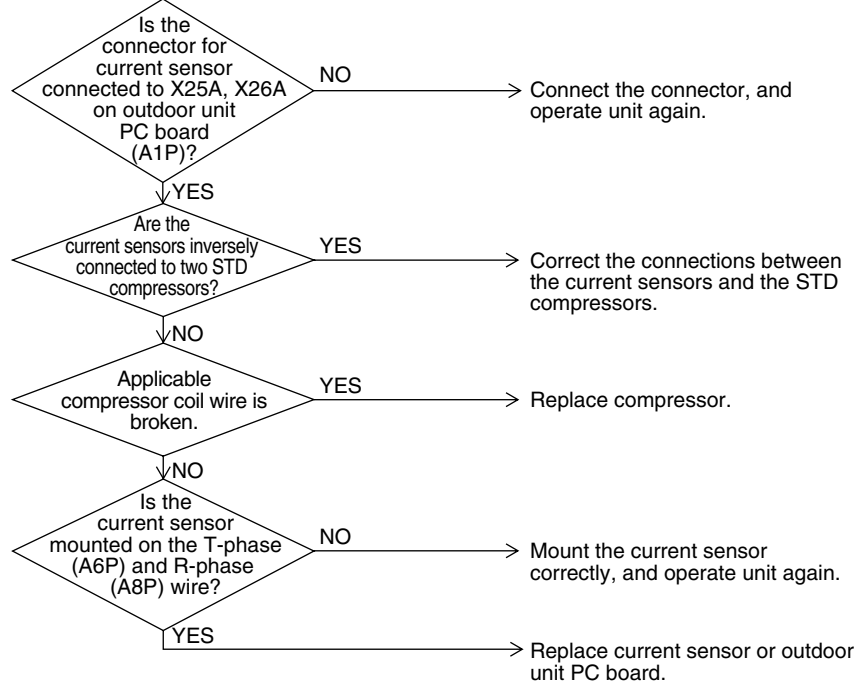 Is the
connector for
current sensor
connected to X25A, X26A
on outdoor unit
PC board
(A1P)?
NO
Connect the connector, and
operate unit again.
YES
Are the
current sensors inversely
connected to two STD
compressors?
YES
Correct the connections between
the current sensors and the STD
compressors.
NO
Applicable
compressor coil wire is
broken.
YES
Replace compressor.
NO
Is the
current sensor
mounted on the T-phase
(A6P) and R-phase
(A8P) wire?
NO
Mount the current sensor
correctly, and operate unit again.
YES
Replace current sensor or outdoor
unit PC board.